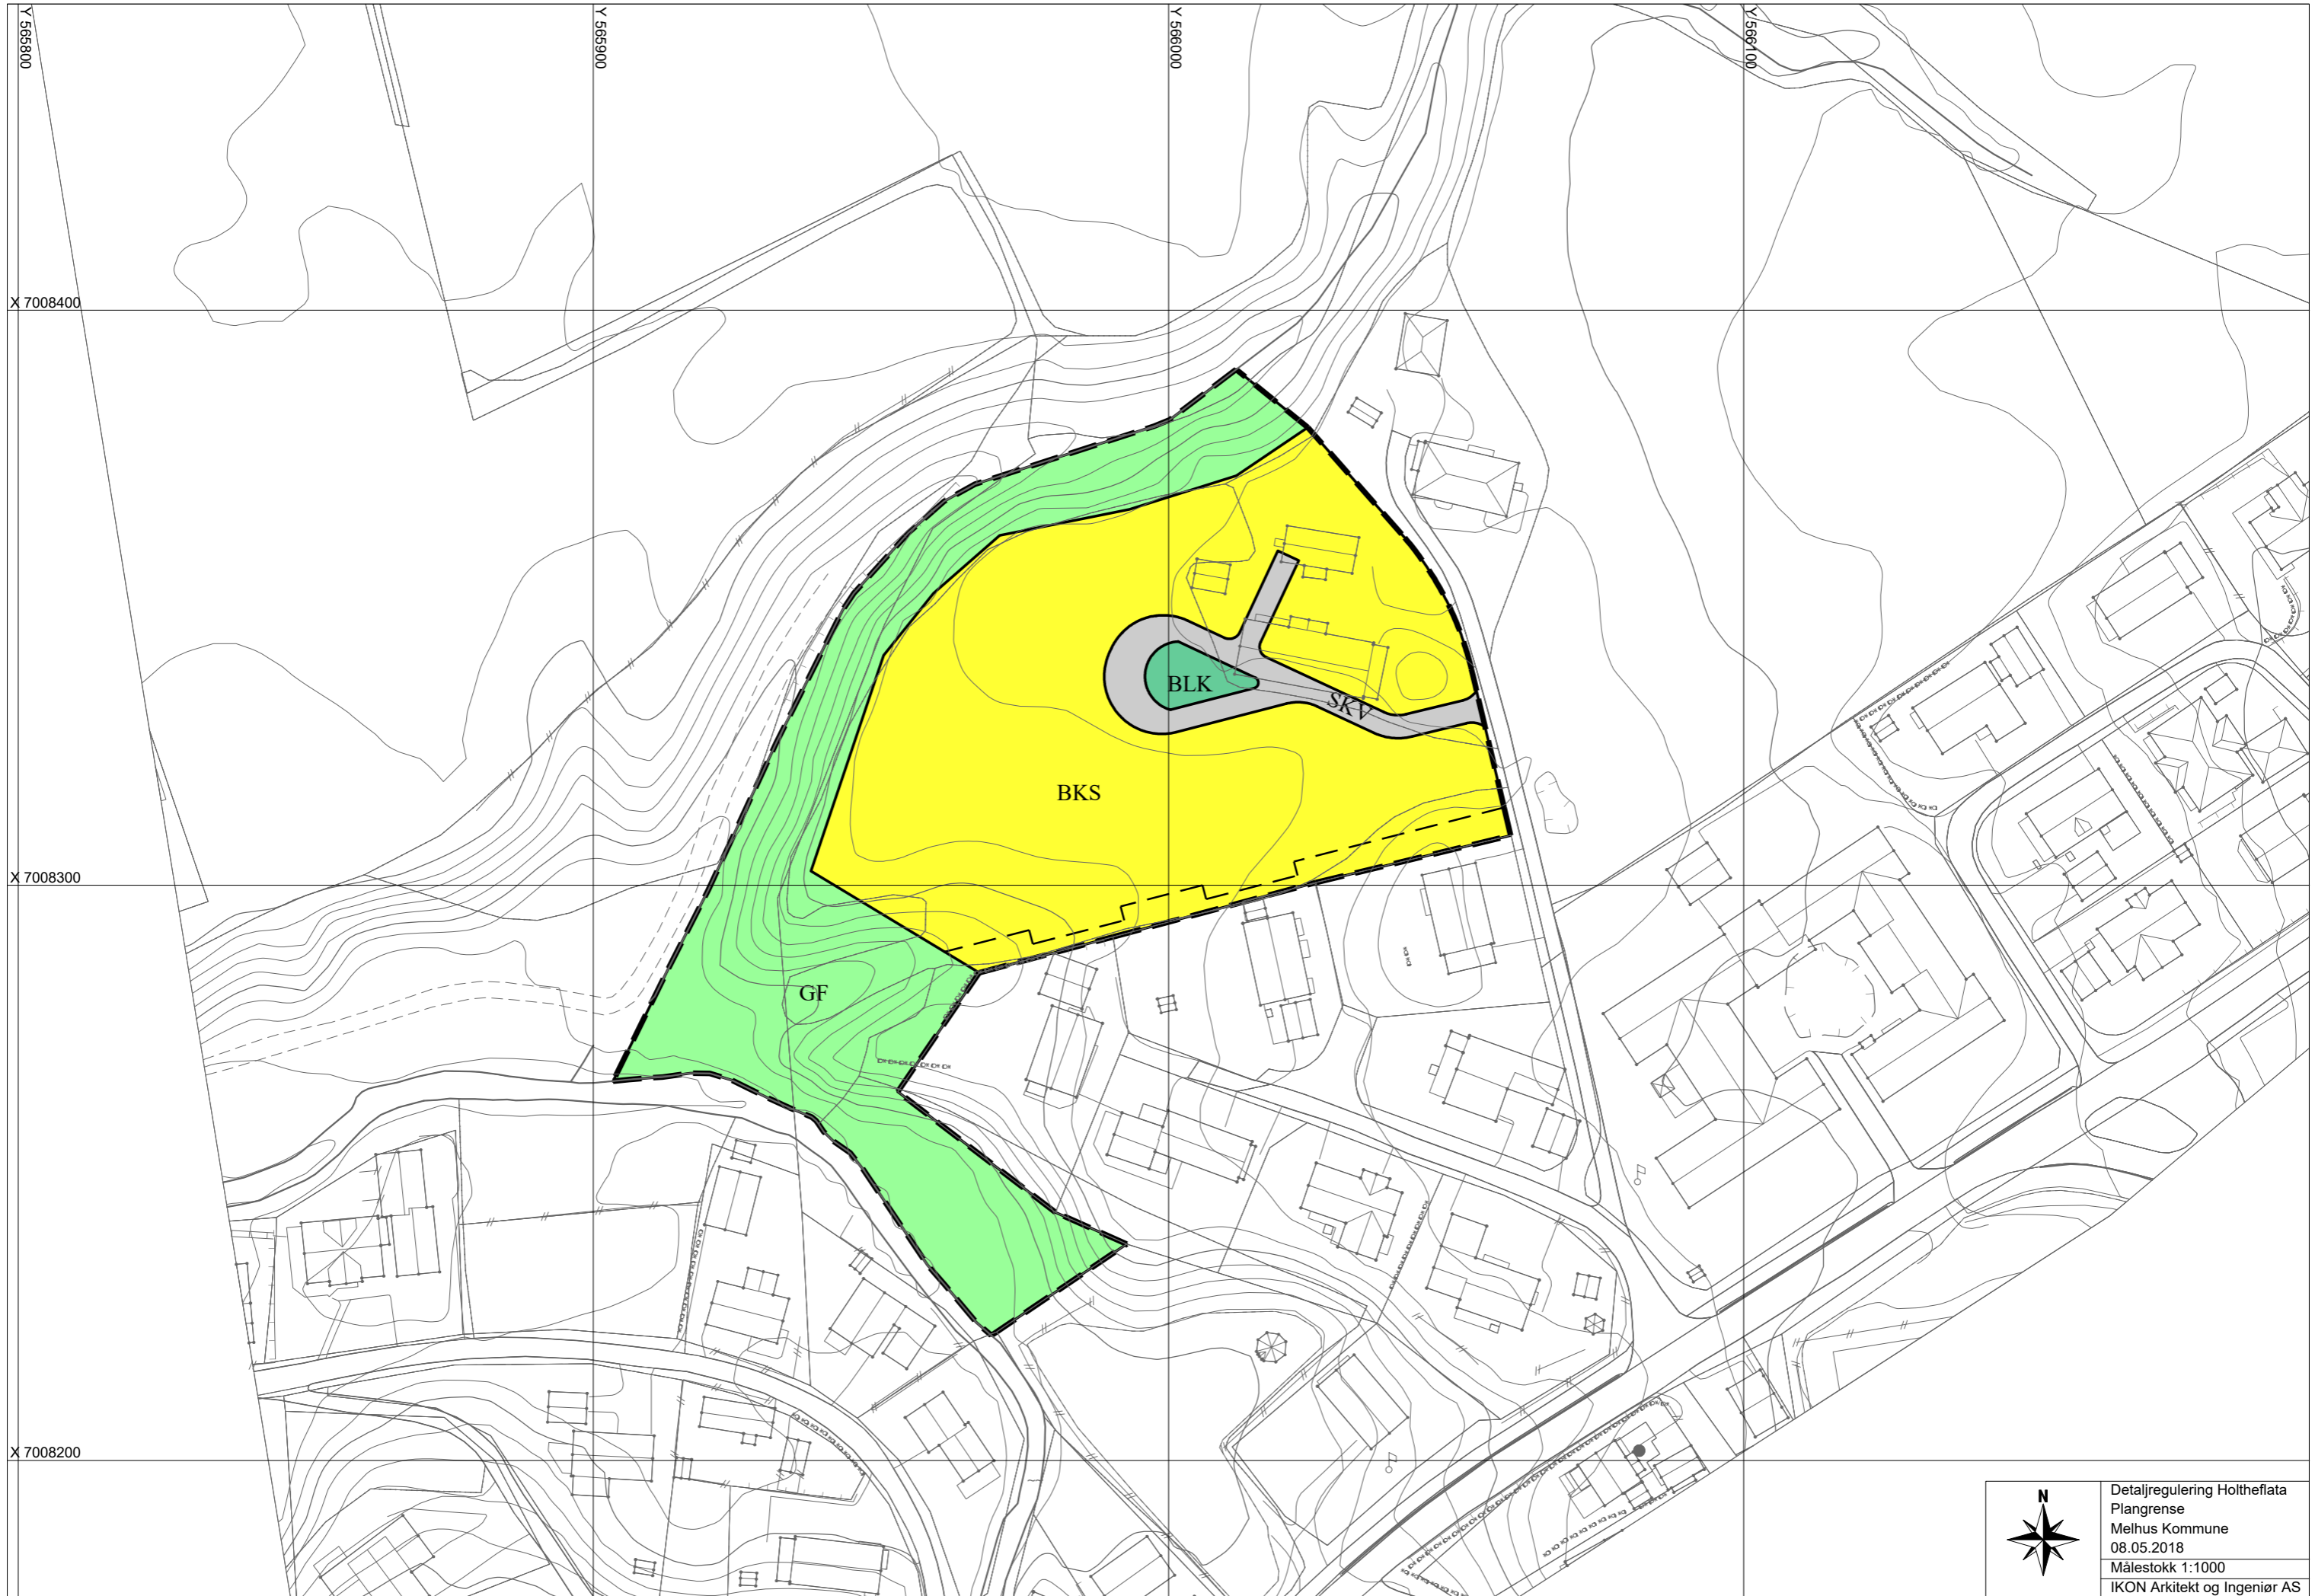 Y 565800
Y 565900
Y 566000
Y 566100
X 7008400
BLK
SKV
BKS
X 7008300
GF
X 7008200
N
Detaljregulering Holtheflata
Plangrense
Melhus Kommune
08.05.2018
Målestokk 1:1000
IKON Arkitekt og Ingeniør AS